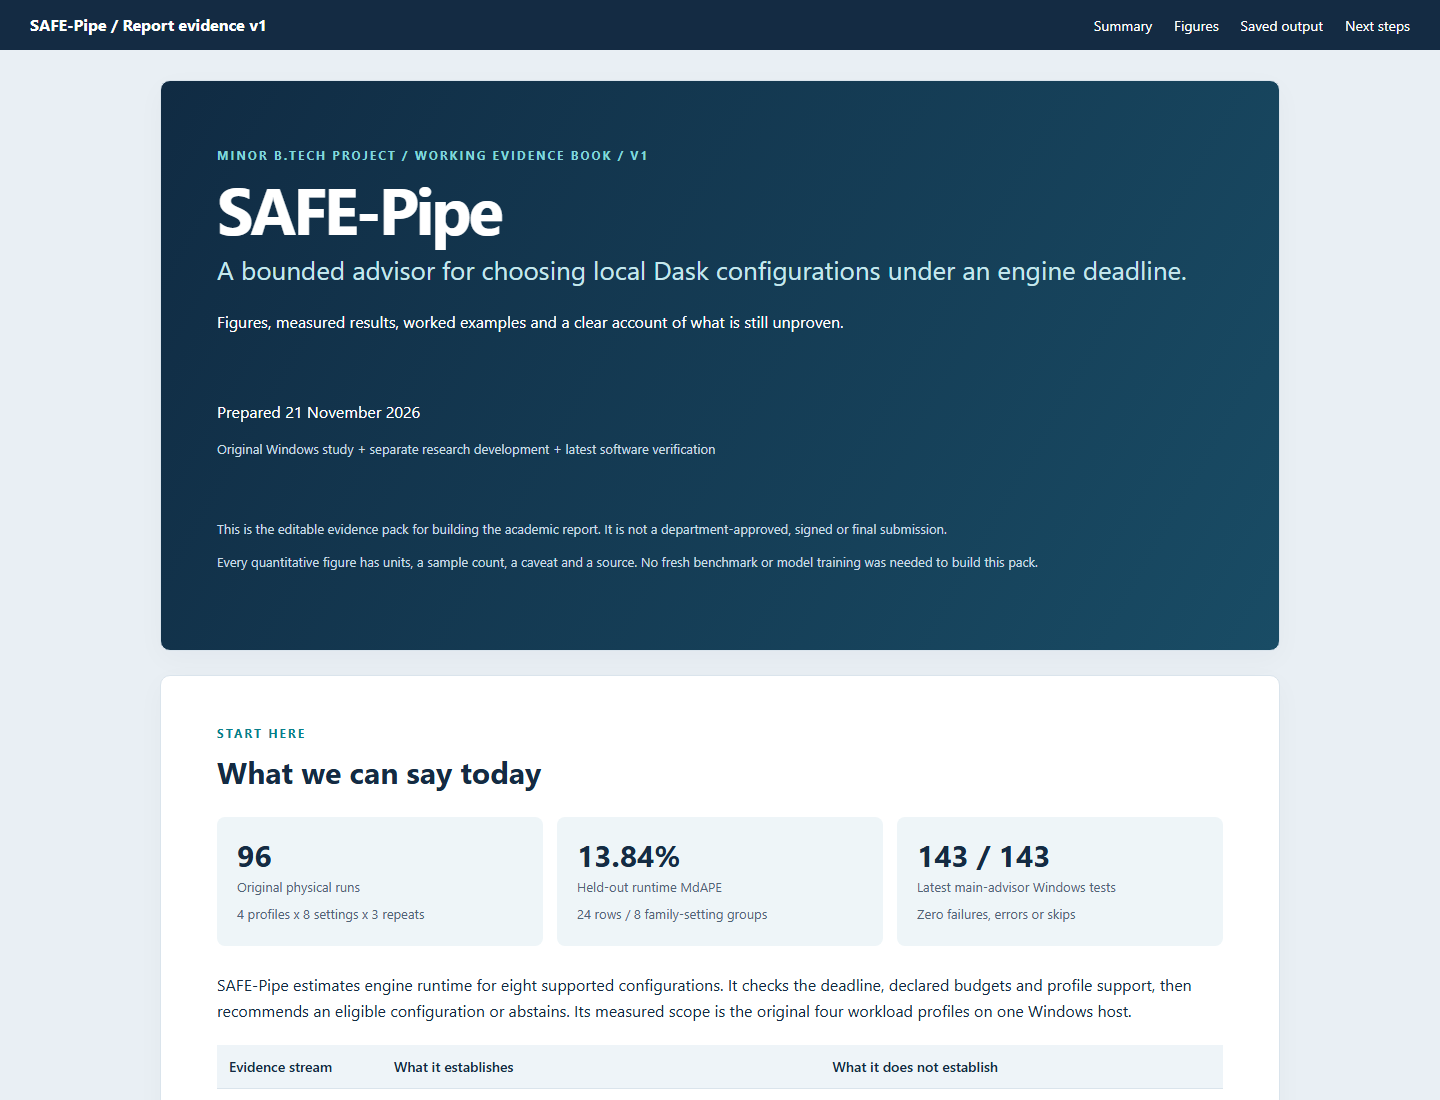 SAFE-Pipe / Report evidence v1
Summary Figures Saved output Next steps
MINOR B.TECH PROJECT / WORKING EVIDENCE BOOK / V1
SAFE-Pipe
A bounded advisor for choosing local Dask configurations under an engine deadline.
Figures, measured results, worked examples and a clear account of what is still unproven.
Prepared 21 November 2026
Original Windows study + separate research development + latest software verification
This is the editable evidence pack for building the academic report. It is not a department-approved, signed or final submission.
Every quantitative figure has units, a sample count, a caveat and a source. No fresh benchmark or model training was needed to build this pack.
START HERE
What we can say today
96
Original physical runs
4 profiles x 8 settings x 3 repeats
13.84%
Held-out runtime MdAPE
24 rows / 8 family-setting groups
143 / 143
Latest main-advisor Windows tests
Zero failures, errors or skips
SAFE-Pipe estimates engine runtime for eight supported configurations. It checks the deadline, declared budgets and profile support, then
recommends an eligible configuration or abstains. Its measured scope is the original four workload profiles on one Windows host.
Evidence stream What it establishes What it does not establish